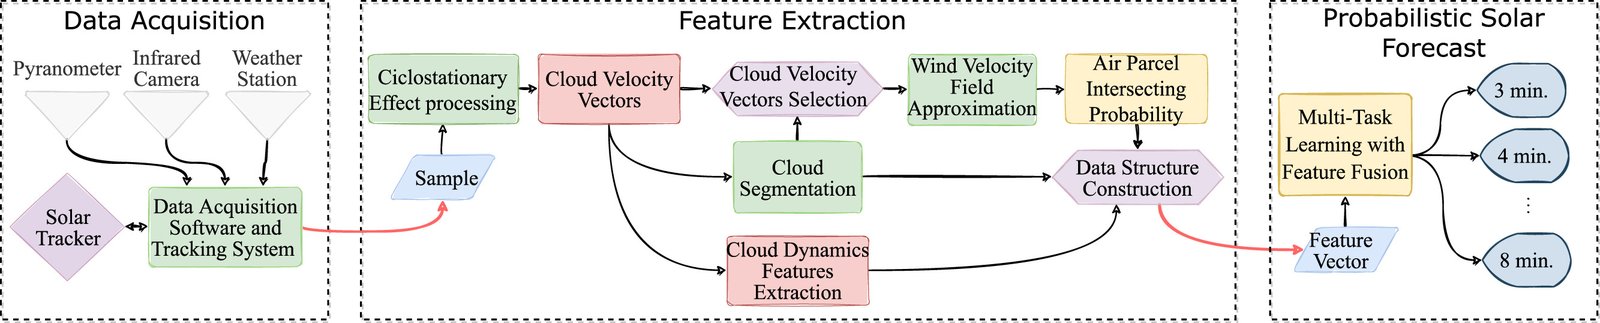 Data Acquisition
Pyranometer
Infrared
Camera
Weather
Station
Solar
Tracker
Data Acquisition
Software and
Tracking System
Feature Extraction
Ciclostationary
Effect processing
Sample
Cloud Velocity
Vectors
Cloud Velocity
Vectors Selection
Cloud
Segmentation
Cloud Dynamics
Features
Extraction
Wind Velocity
Field
Approximation
Air Parcel
Intersecting
Probability
Data Structure
Construction
Probabilistic Solar
Forecast
Multi-Task
Learning with
Feature Fusion
Feature
Vector
3 min.
4 min.
⋮
8 min.